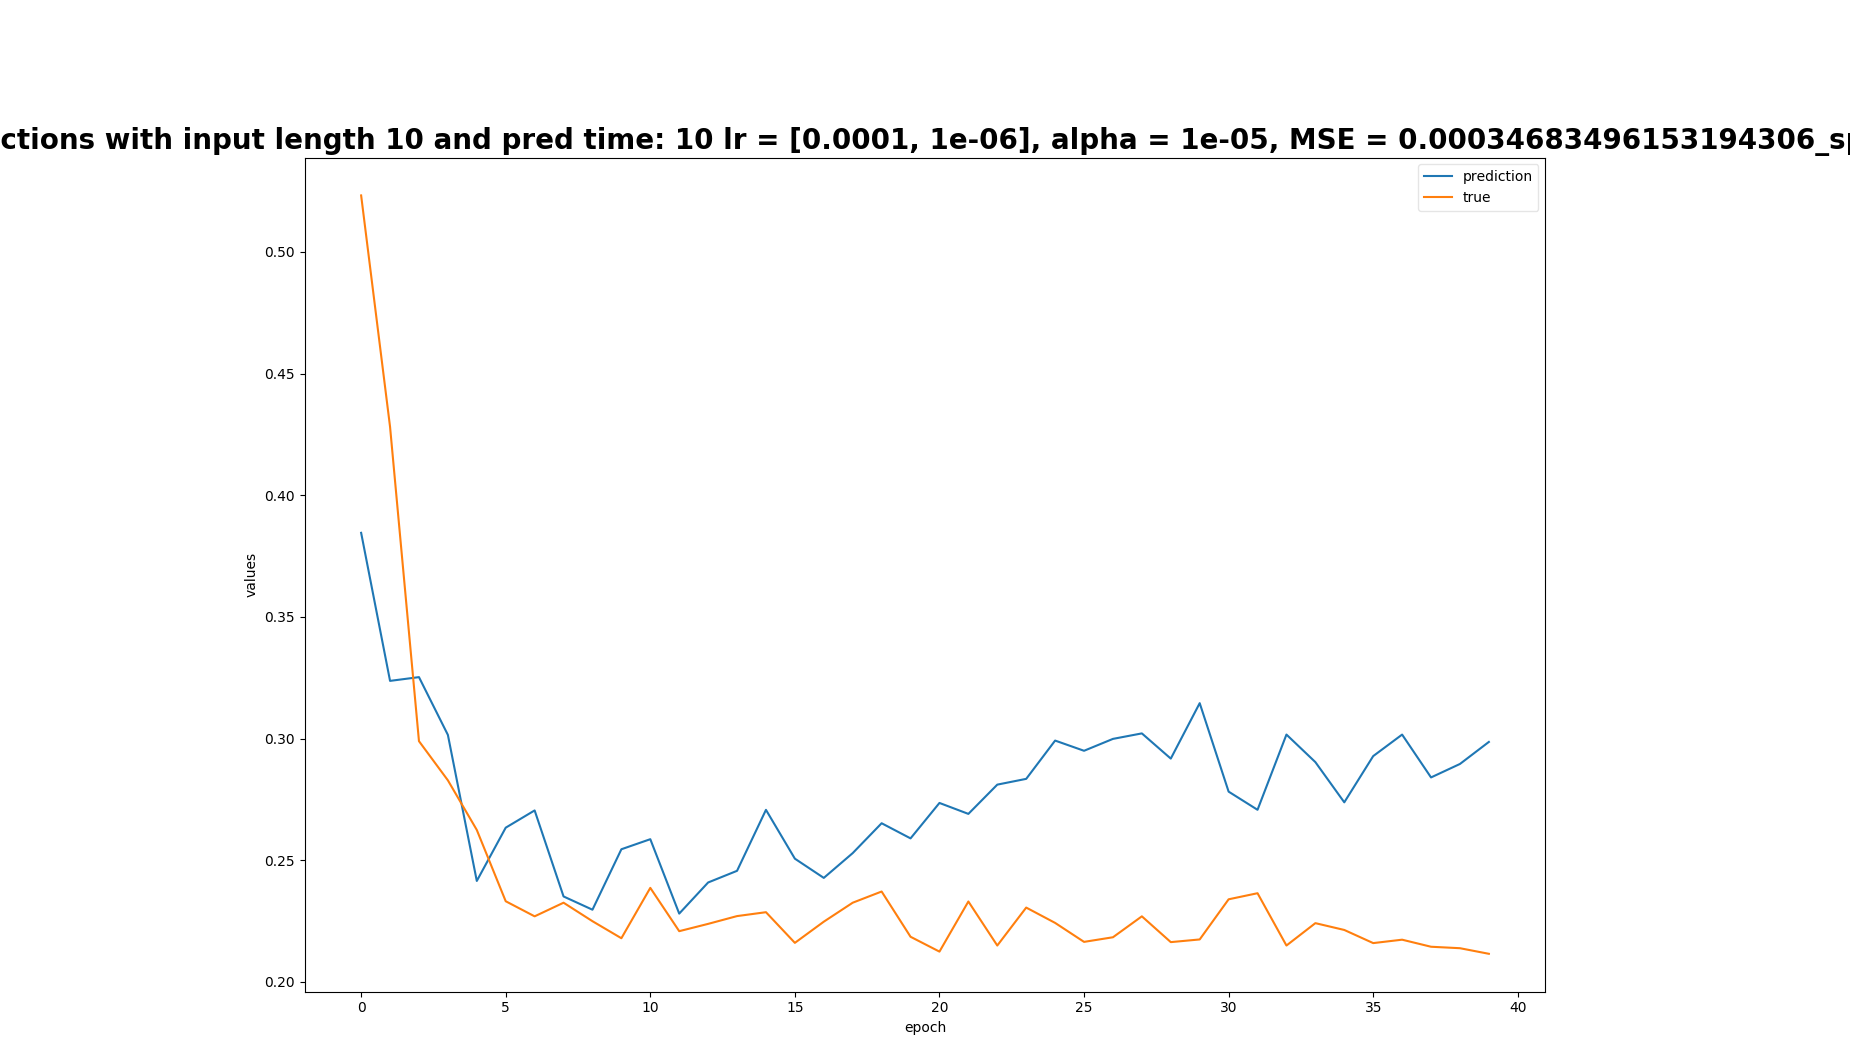 ctions with input length 10 and pred time: 10 lr = [0.0001, 1e-06], alpha = 1e-05, MSE = 0.00034683496153194306_sp
prediction
true
0.50
0.45
0.40
0.35
0.30
0.25
0.20
values
0 5 10 15 20 25 30 35 40
epoch